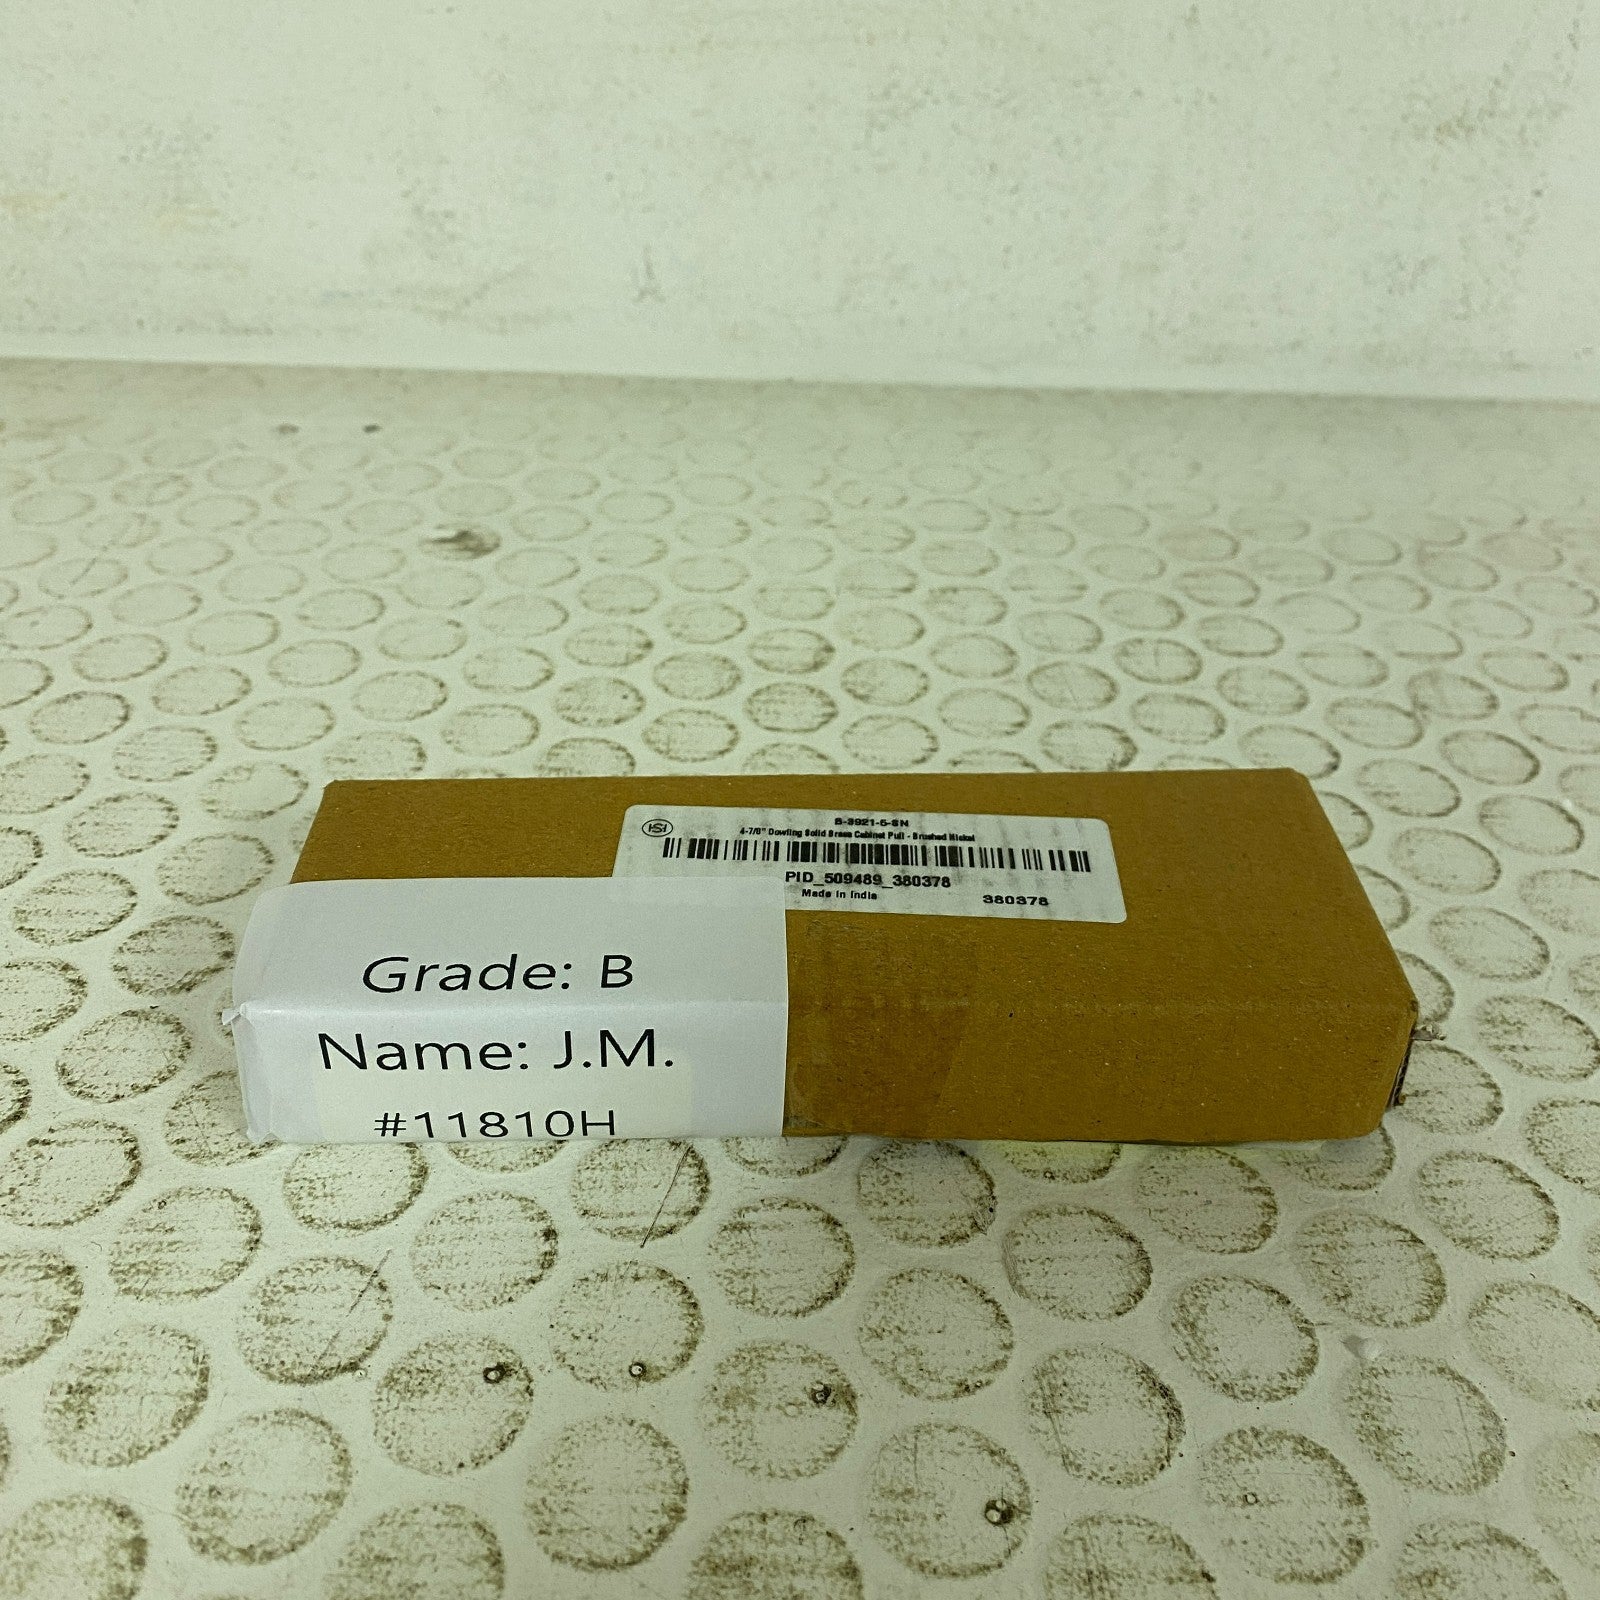 HSI
B-3921-5-SN
4-7/8" Dowling Solid Brass Cabinet Pull - Brushed Nickel
PID_509489_380378
Made in India
380378
Grade: B
Name: J.M.
#11810H